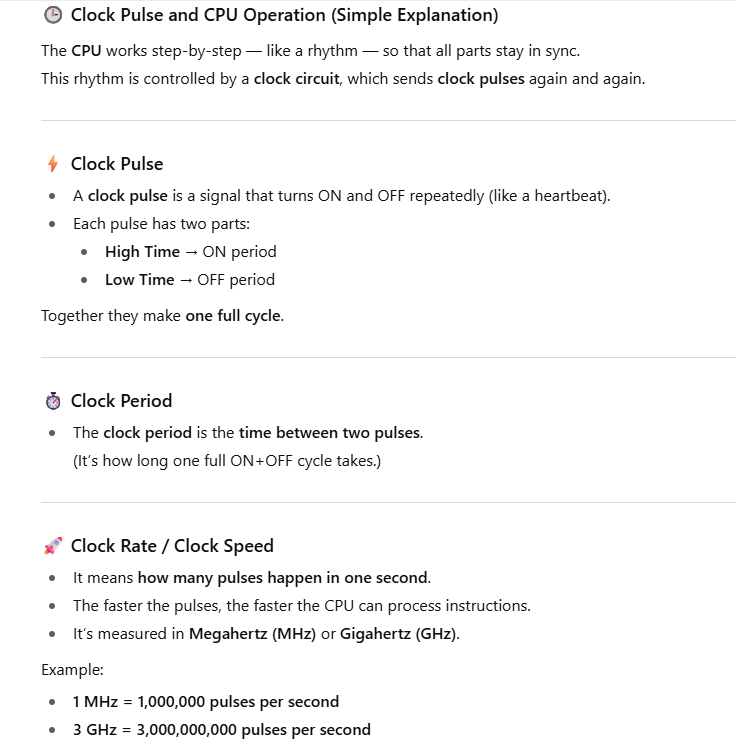 🕒 Clock Pulse and CPU Operation (Simple Explanation)
The CPU works step-by-step — like a rhythm — so that all parts stay in sync.
This rhythm is controlled by a clock circuit, which sends clock pulses again and again.
⚡ Clock Pulse
• A clock pulse is a signal that turns ON and OFF repeatedly (like a heartbeat).
• Each pulse has two parts:
• High Time → ON period
• Low Time → OFF period
Together they make one full cycle.
⏱️ Clock Period
• The clock period is the time between two pulses.
(It’s how long one full ON+OFF cycle takes.)
🚀 Clock Rate / Clock Speed
• It means how many pulses happen in one second.
• The faster the pulses, the faster the CPU can process instructions.
• It’s measured in Megahertz (MHz) or Gigahertz (GHz).
Example:
• 1 MHz = 1,000,000 pulses per second
• 3 GHz = 3,000,000,000 pulses per second